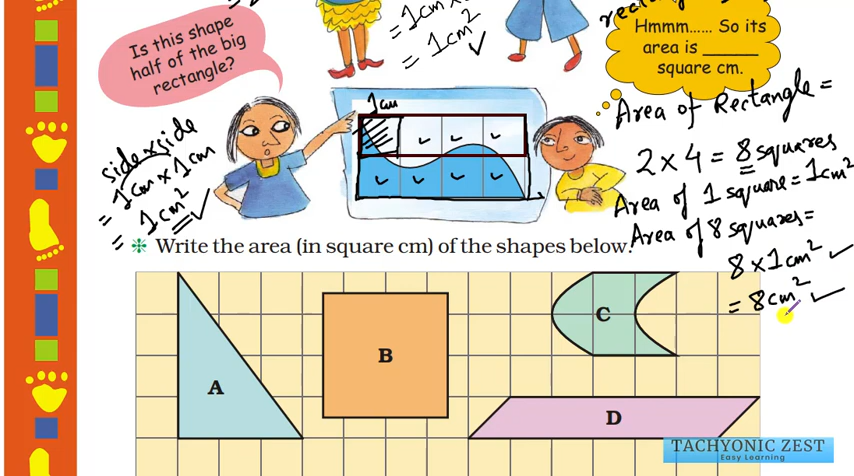 = 1cm x
= 1cm²
Is this shape
half of the big
rectangle?
Hmmm...... So its
area is ______
square cm.
1cm
Area of Rectangle =
2 x 4 = 8 squares
Area of 1 square = 1cm²
Area of 8 squares =
8 x 1cm²
= 8cm²
side x side
= 1cm x 1cm
= 1cm²
Write the area (in square cm) of the shapes below.
A
B
C
D
TACHYONIC ZEST
Easy Learning